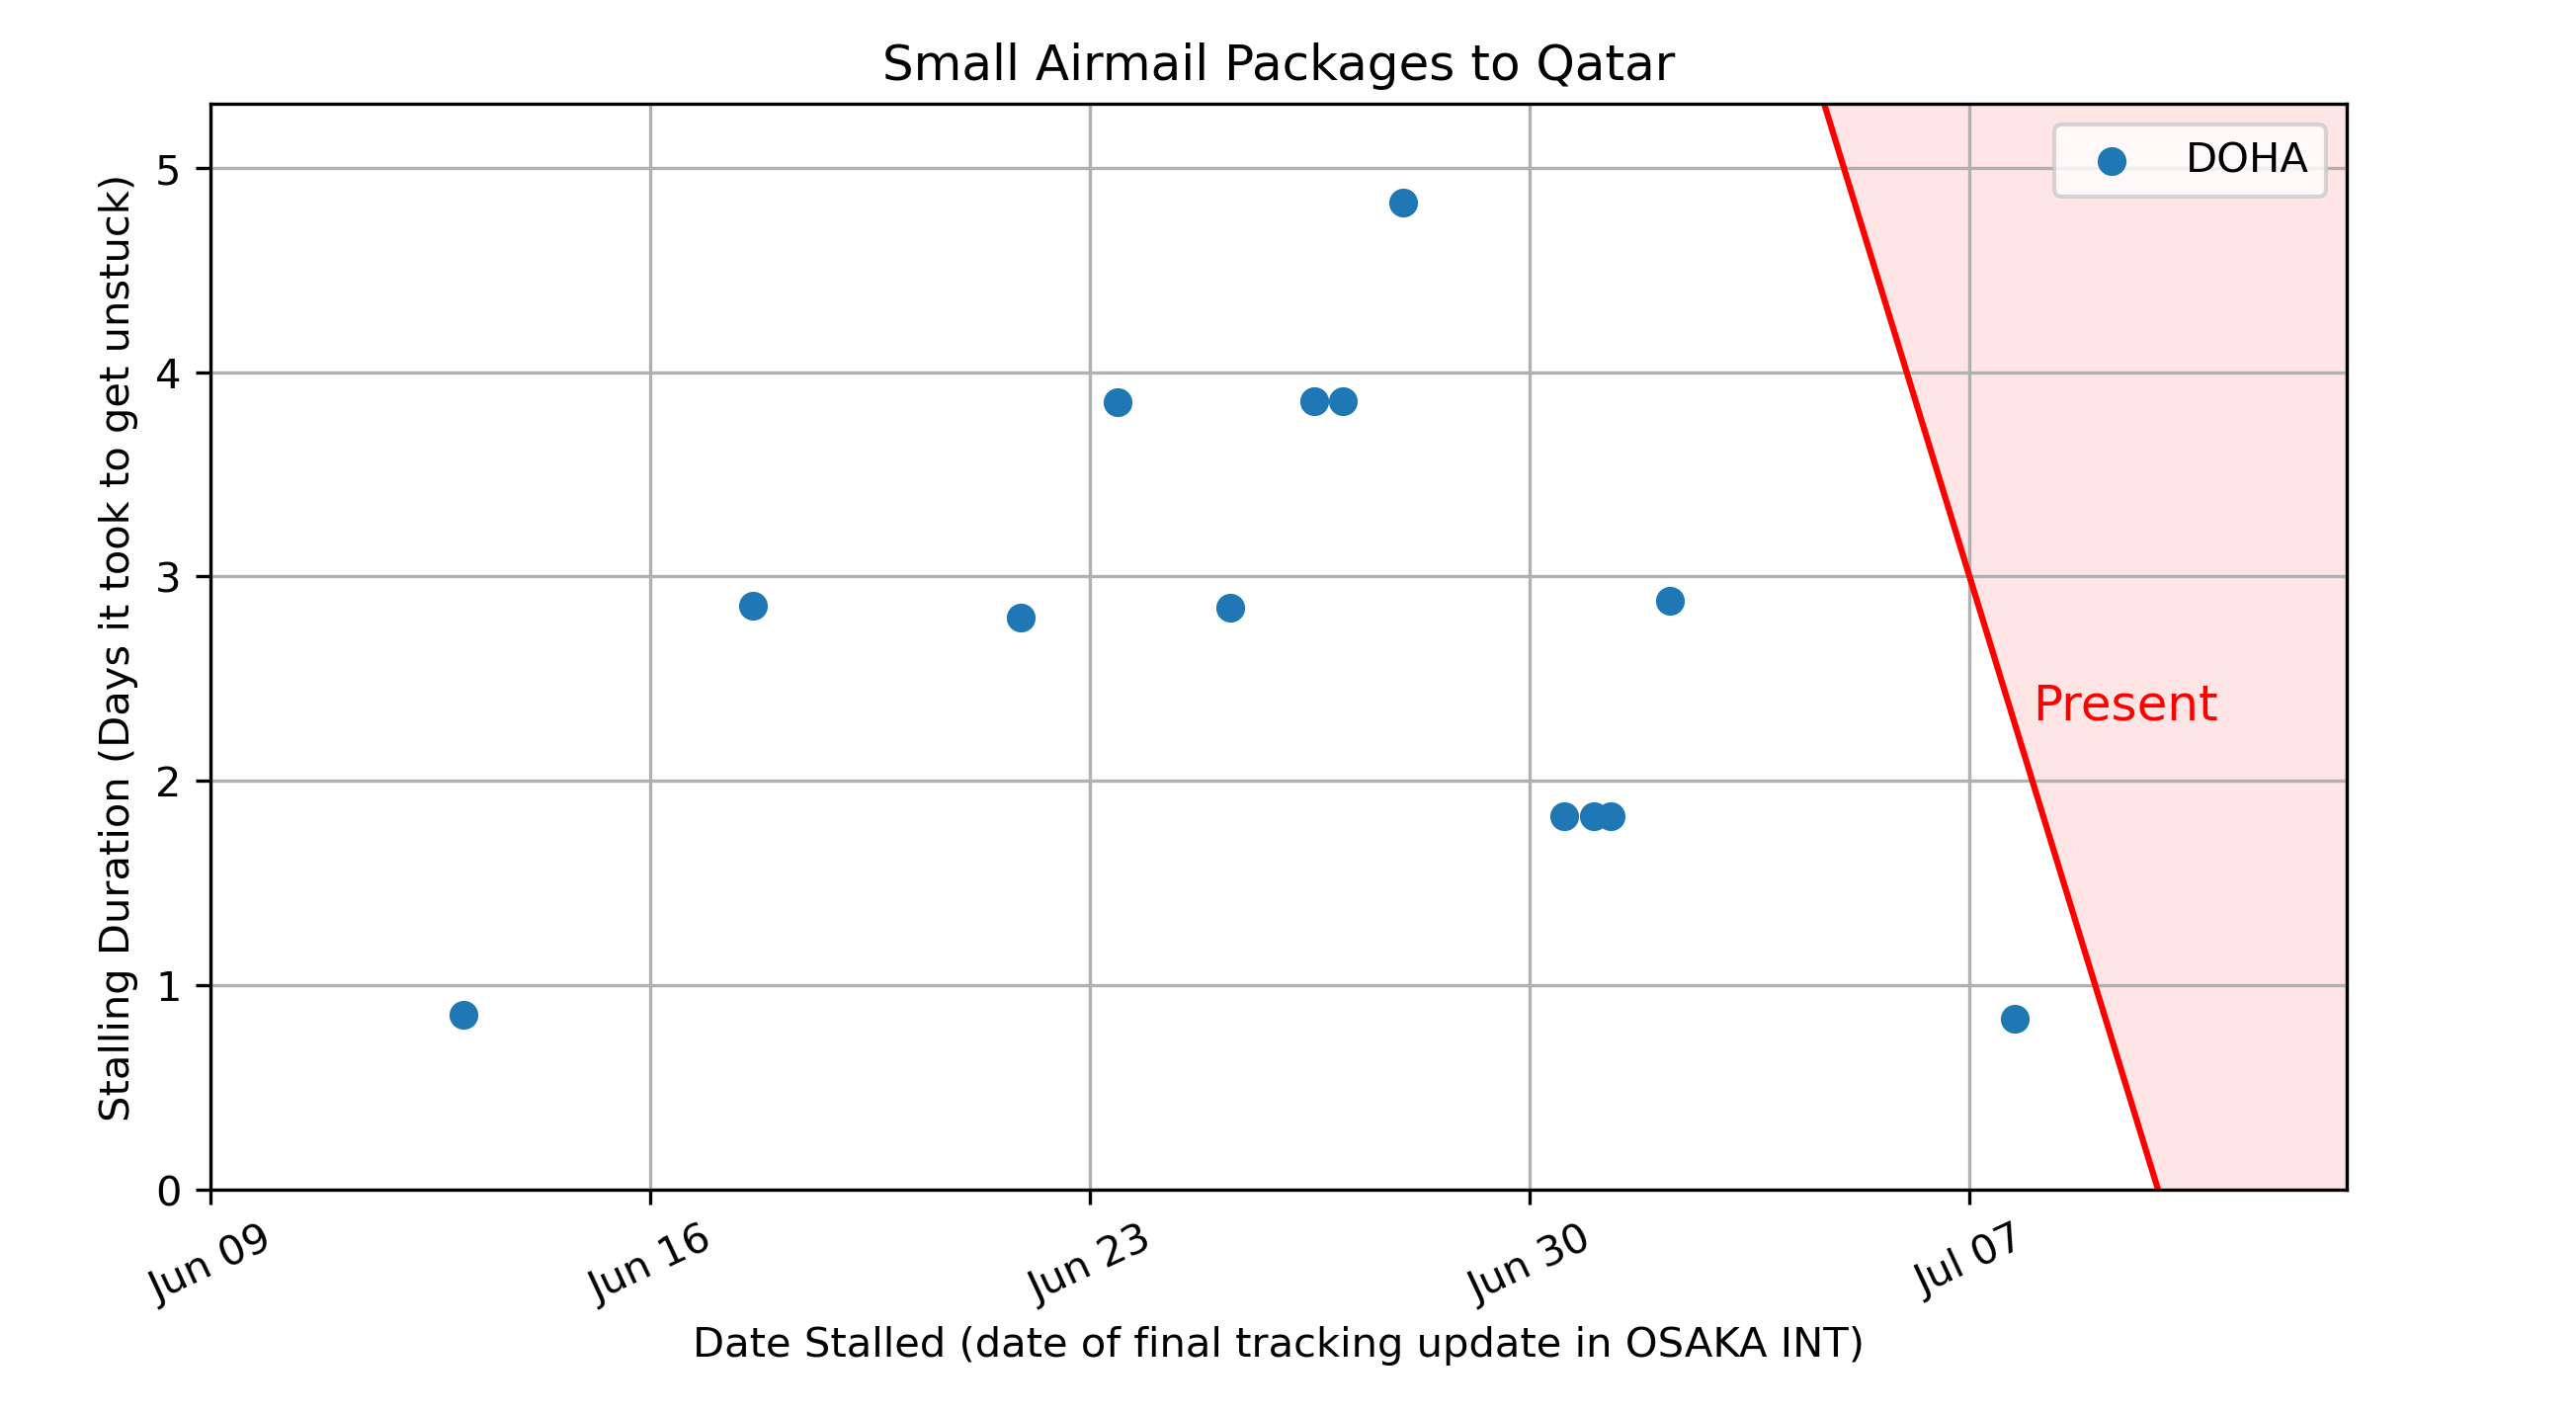 Small Airmail Packages to Qatar
DOHA
Present
Stalling Duration (Days it took to get unstuck)
5
4
3
2
1
0
Jun 09
Jun 16
Jun 23
Jun 30
Jul 07
Date Stalled (date of final tracking update in OSAKA INT)